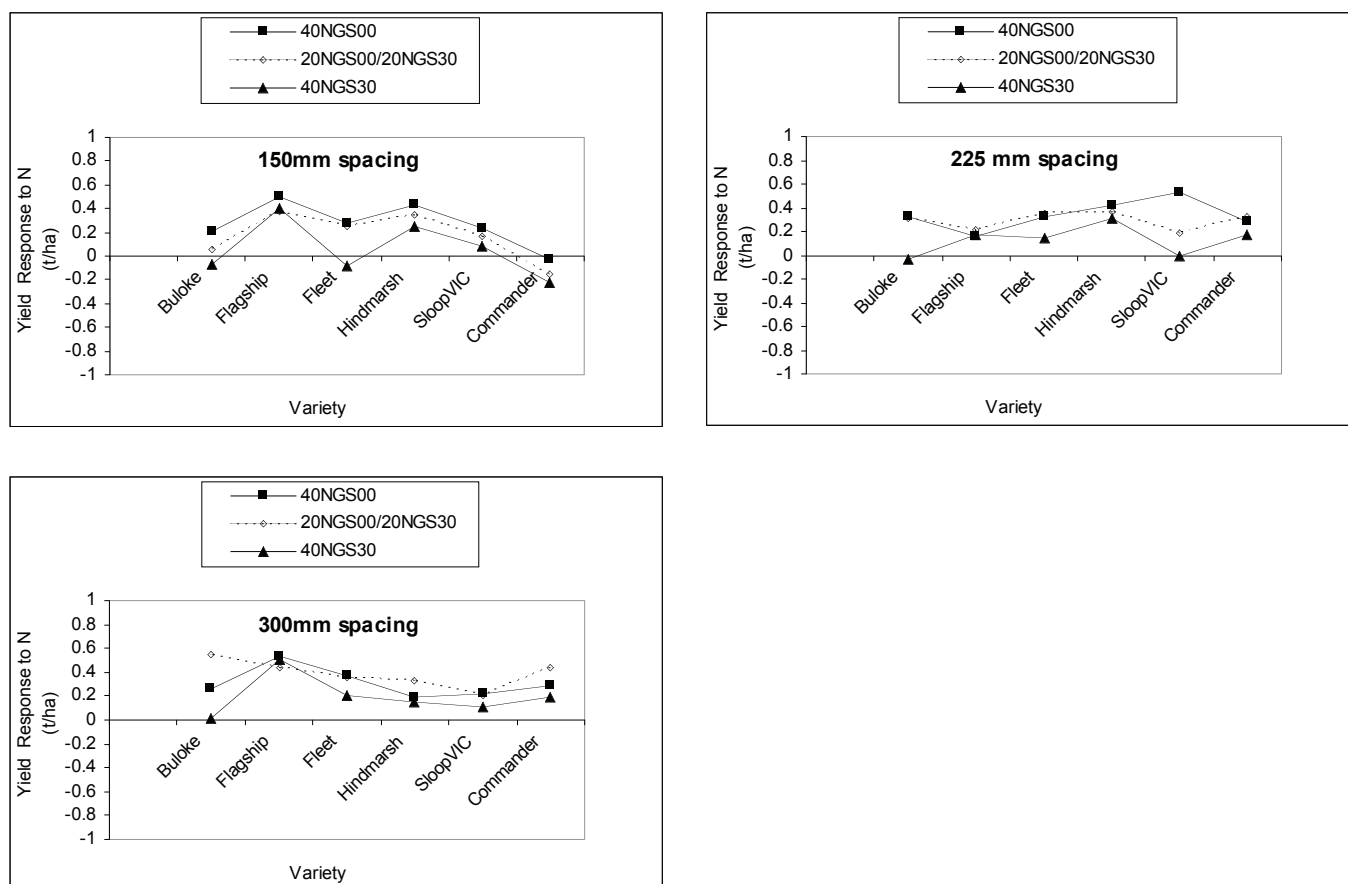 40NGS00
20NGS00/20NGS30
40NGS30
150mm spacing
Yield Response to N
(t/ha)
1
0.8
0.6
0.4
0.2
0
-0.2
-0.4
-0.6
-0.8
-1
Buloke
Flagship
Fleet
Hindmarsh
SloopVIC
Commander
Variety
40NGS00
20NGS00/20NGS30
40NGS30
225 mm spacing
Yield Response to N
(t/ha)
1
0.8
0.6
0.4
0.2
0
-0.2
-0.4
-0.6
-0.8
-1
Buloke
Flagship
Fleet
Hindmarsh
SloopVIC
Commander
Variety
40NGS00
20NGS00/20NGS30
40NGS30
300mm spacing
Yield Response to N
(t/ha)
1
0.8
0.6
0.4
0.2
0
-0.2
-0.4
-0.6
-0.8
-1
Buloke
Flagship
Fleet
Hindmarsh
SloopVIC
Commander
Variety